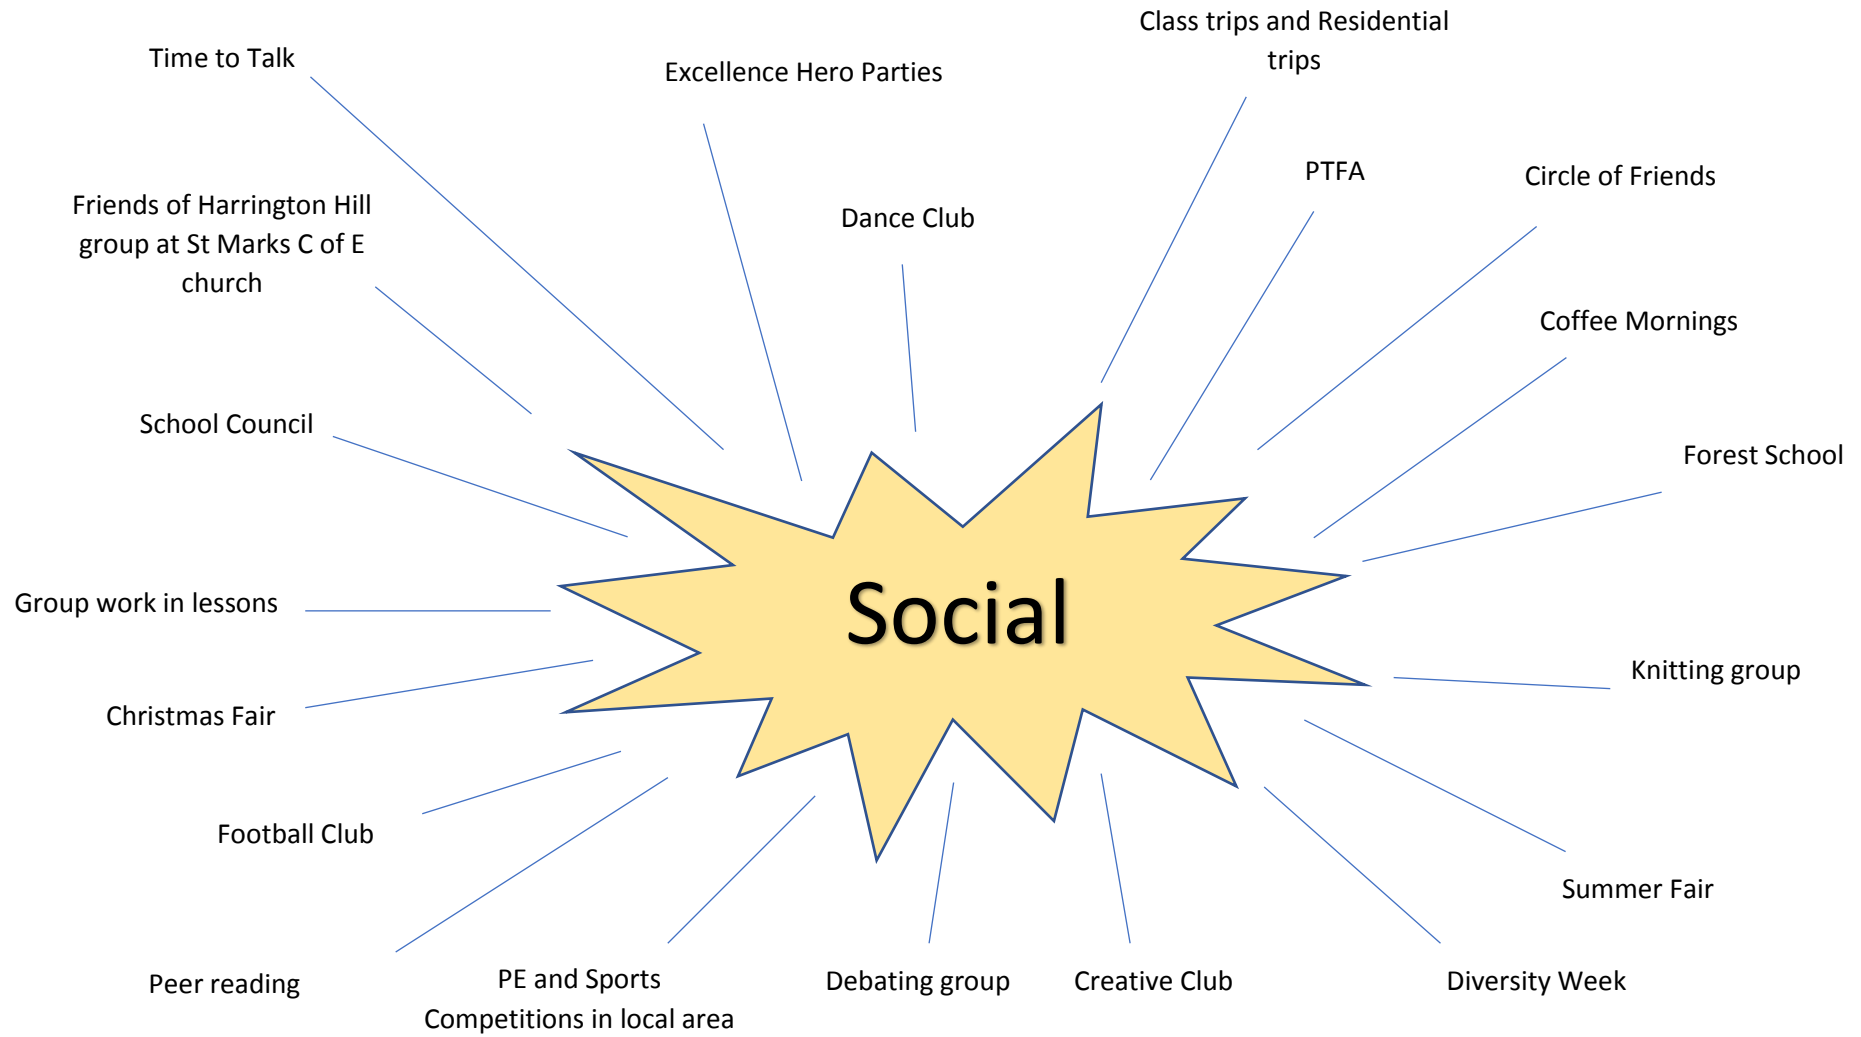 Class trips and Residential
trips
Time to Talk
Excellence Hero Parties
PTFA
Circle of Friends
Friends of Harrington Hill
group at St Marks C of E
church
Dance Club
Coffee Mornings
School Council
Forest School
Social
Group work in lessons
Knitting group
Christmas Fair
Football Club
Summer Fair
Peer reading
PE and Sports
Competitions in local area
Debating group
Creative Club
Diversity Week